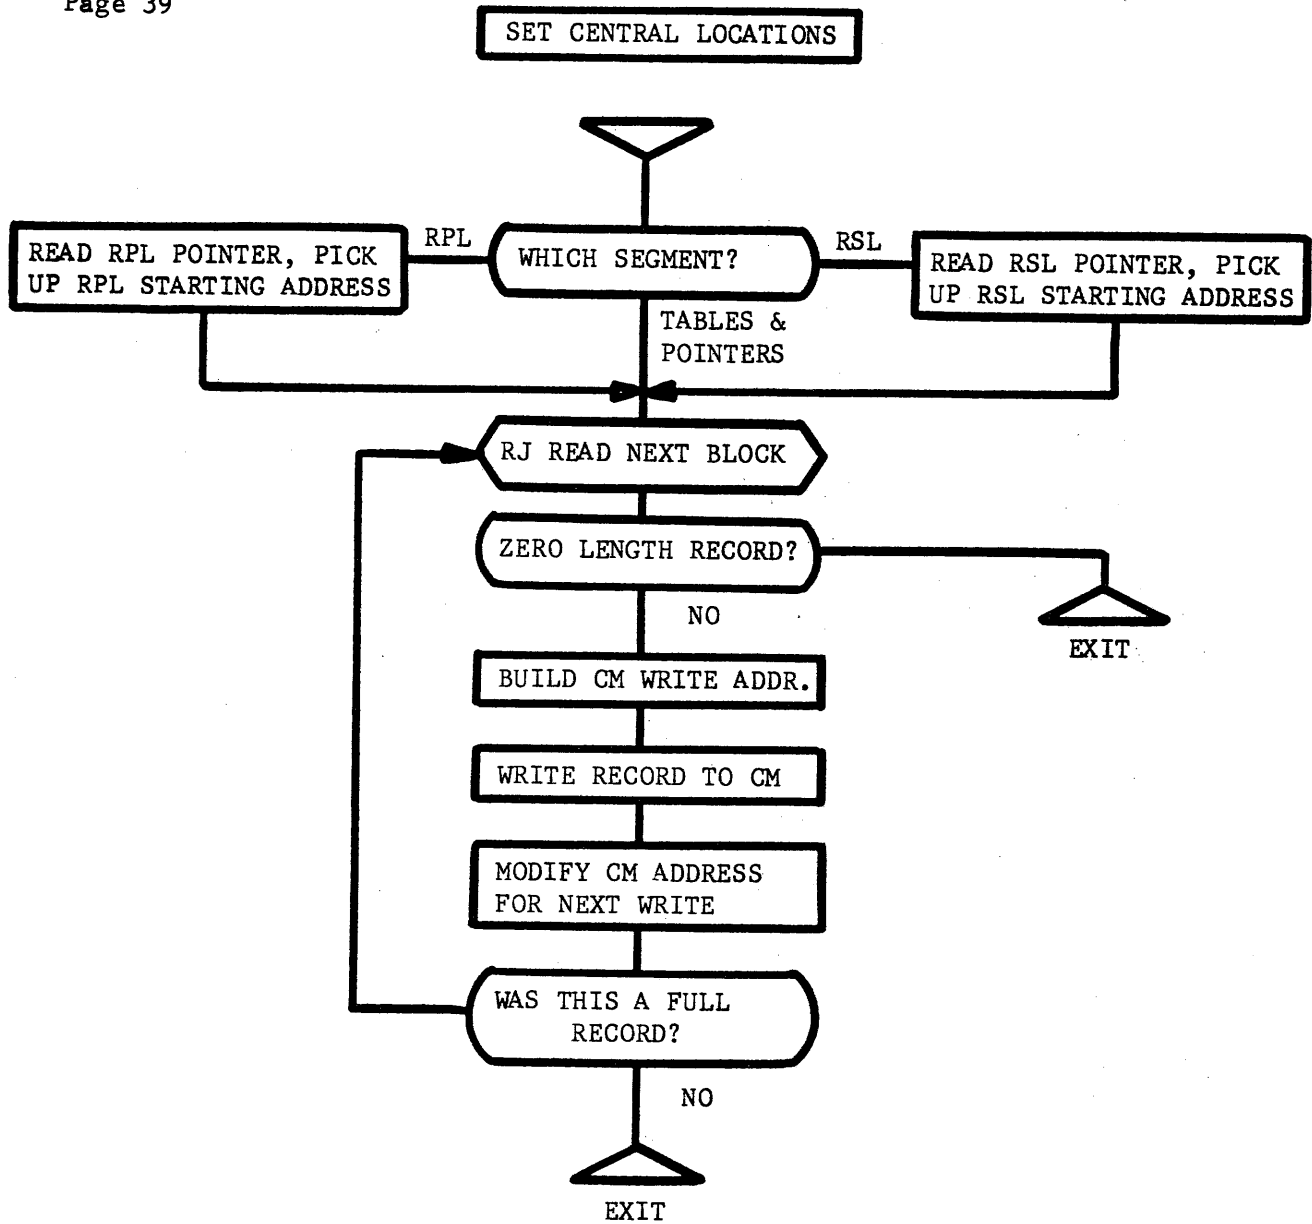 Page 39
SET CENTRAL LOCATIONS
RPL
WHICH SEGMENT?
RSL
READ RPL POINTER, PICK
UP RPL STARTING ADDRESS
READ RSL POINTER, PICK
UP RSL STARTING ADDRESS
TABLES &
POINTERS
RJ READ NEXT BLOCK
ZERO LENGTH RECORD?
NO
EXIT
BUILD CM WRITE ADDR.
WRITE RECORD TO CM
MODIFY CM ADDRESS
FOR NEXT WRITE
WAS THIS A FULL
RECORD?
NO
EXIT